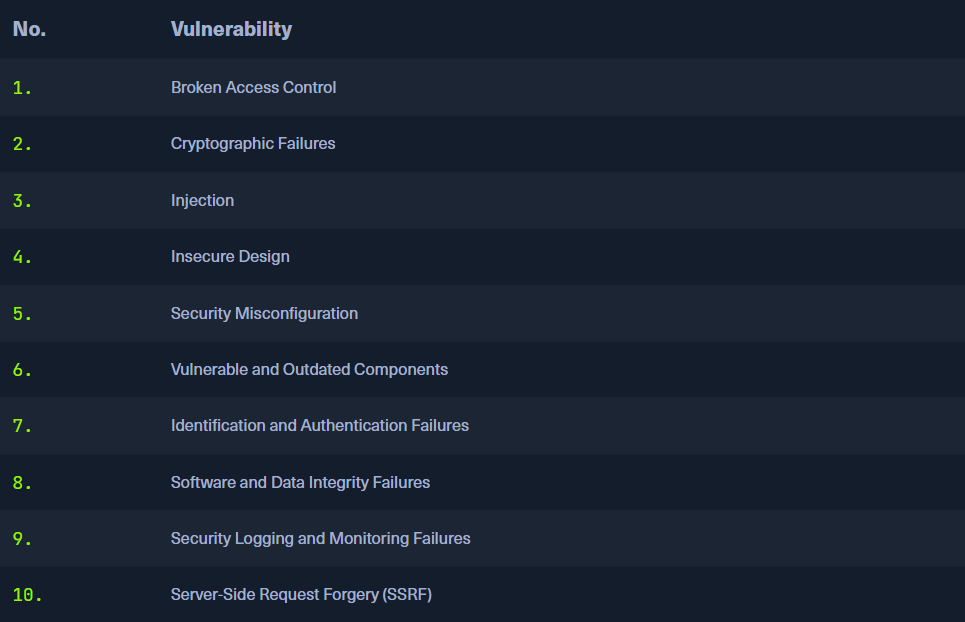 No. Vulnerability
1. Broken Access Control
2. Cryptographic Failures
3. Injection
4. Insecure Design
5. Security Misconfiguration
6. Vulnerable and Outdated Components
7. Identification and Authentication Failures
8. Software and Data Integrity Failures
9. Security Logging and Monitoring Failures
10. Server-Side Request Forgery (SSRF)